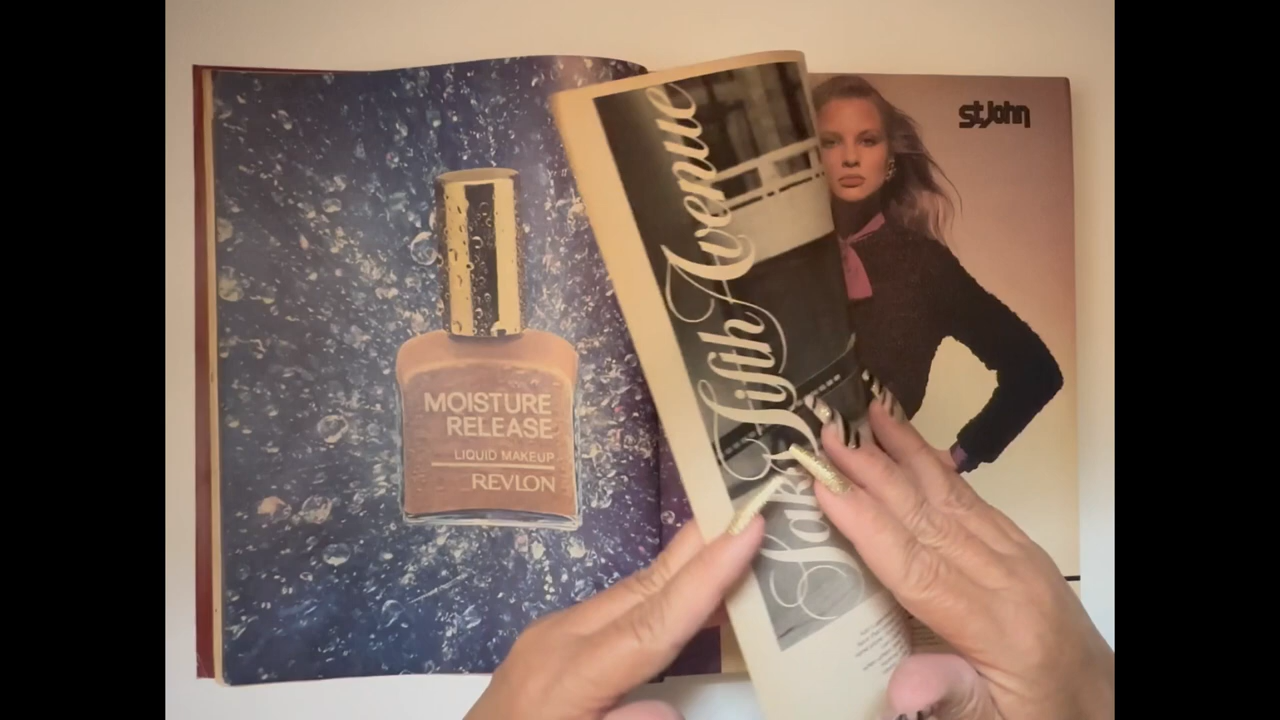 MOISTURE
RELEASE
LIQUID MAKEUP
REVLON
Saks Fifth Avenue
St.John